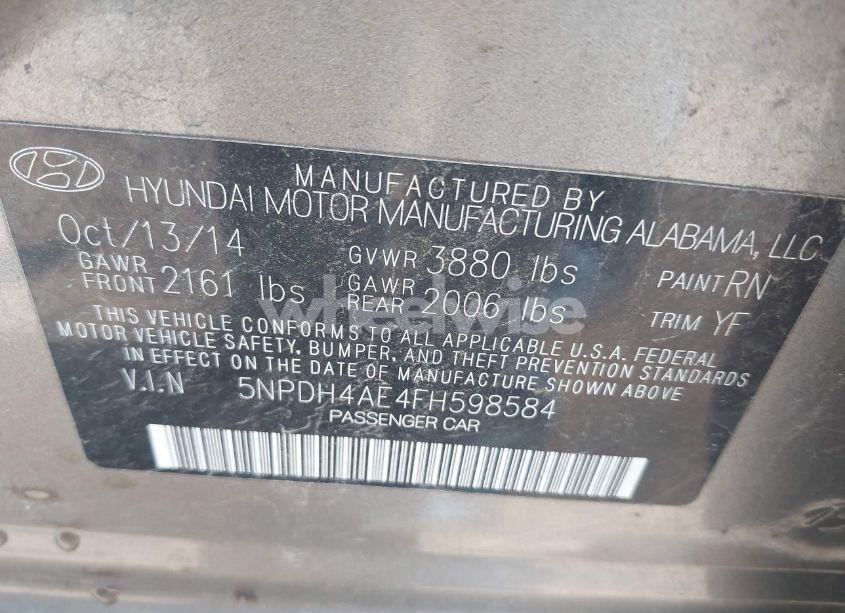 MANUFACTURED BY
HYUNDAI MOTOR MANUFACTURING ALABAMA, LLC
Oct/13/14 GVWR 3880 lbs PAINT RN
GAWR FRONT 2161 lbs GAWR REAR 2006 lbs TRIM YF
THIS VEHICLE CONFORMS TO ALL APPLICABLE U.S.A. FEDERAL
MOTOR VEHICLE SAFETY, BUMPER, AND THEFT PREVENTION STANDARDS
IN EFFECT ON THE DATE OF MANUFACTURE SHOWN ABOVE
V.I.N 5NPDH4AE4FH598584
PASSENGER CAR
wheelwise